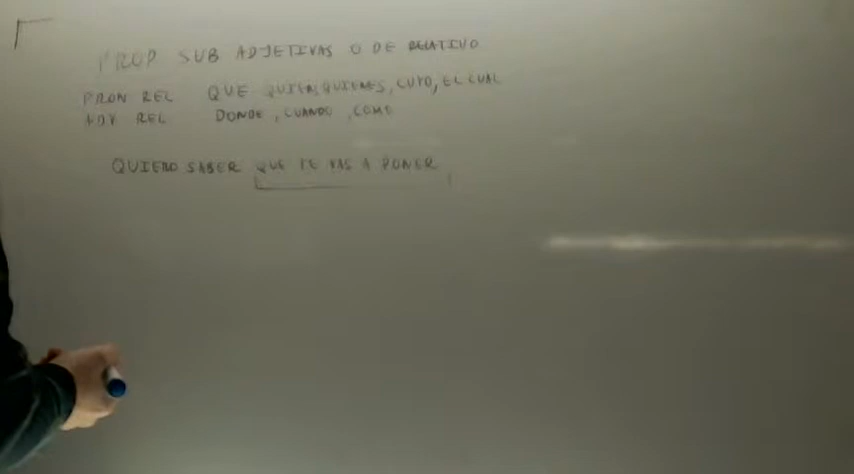 PROP SUB ADJETIVAS O DE RELATIVO
PRON REL QUE QUIEN, QUIENES, CUYO, EL CUAL
ADV REL DONDE, CUANDO, COMO
QUIERO SABER QUE TE VAS A PONER